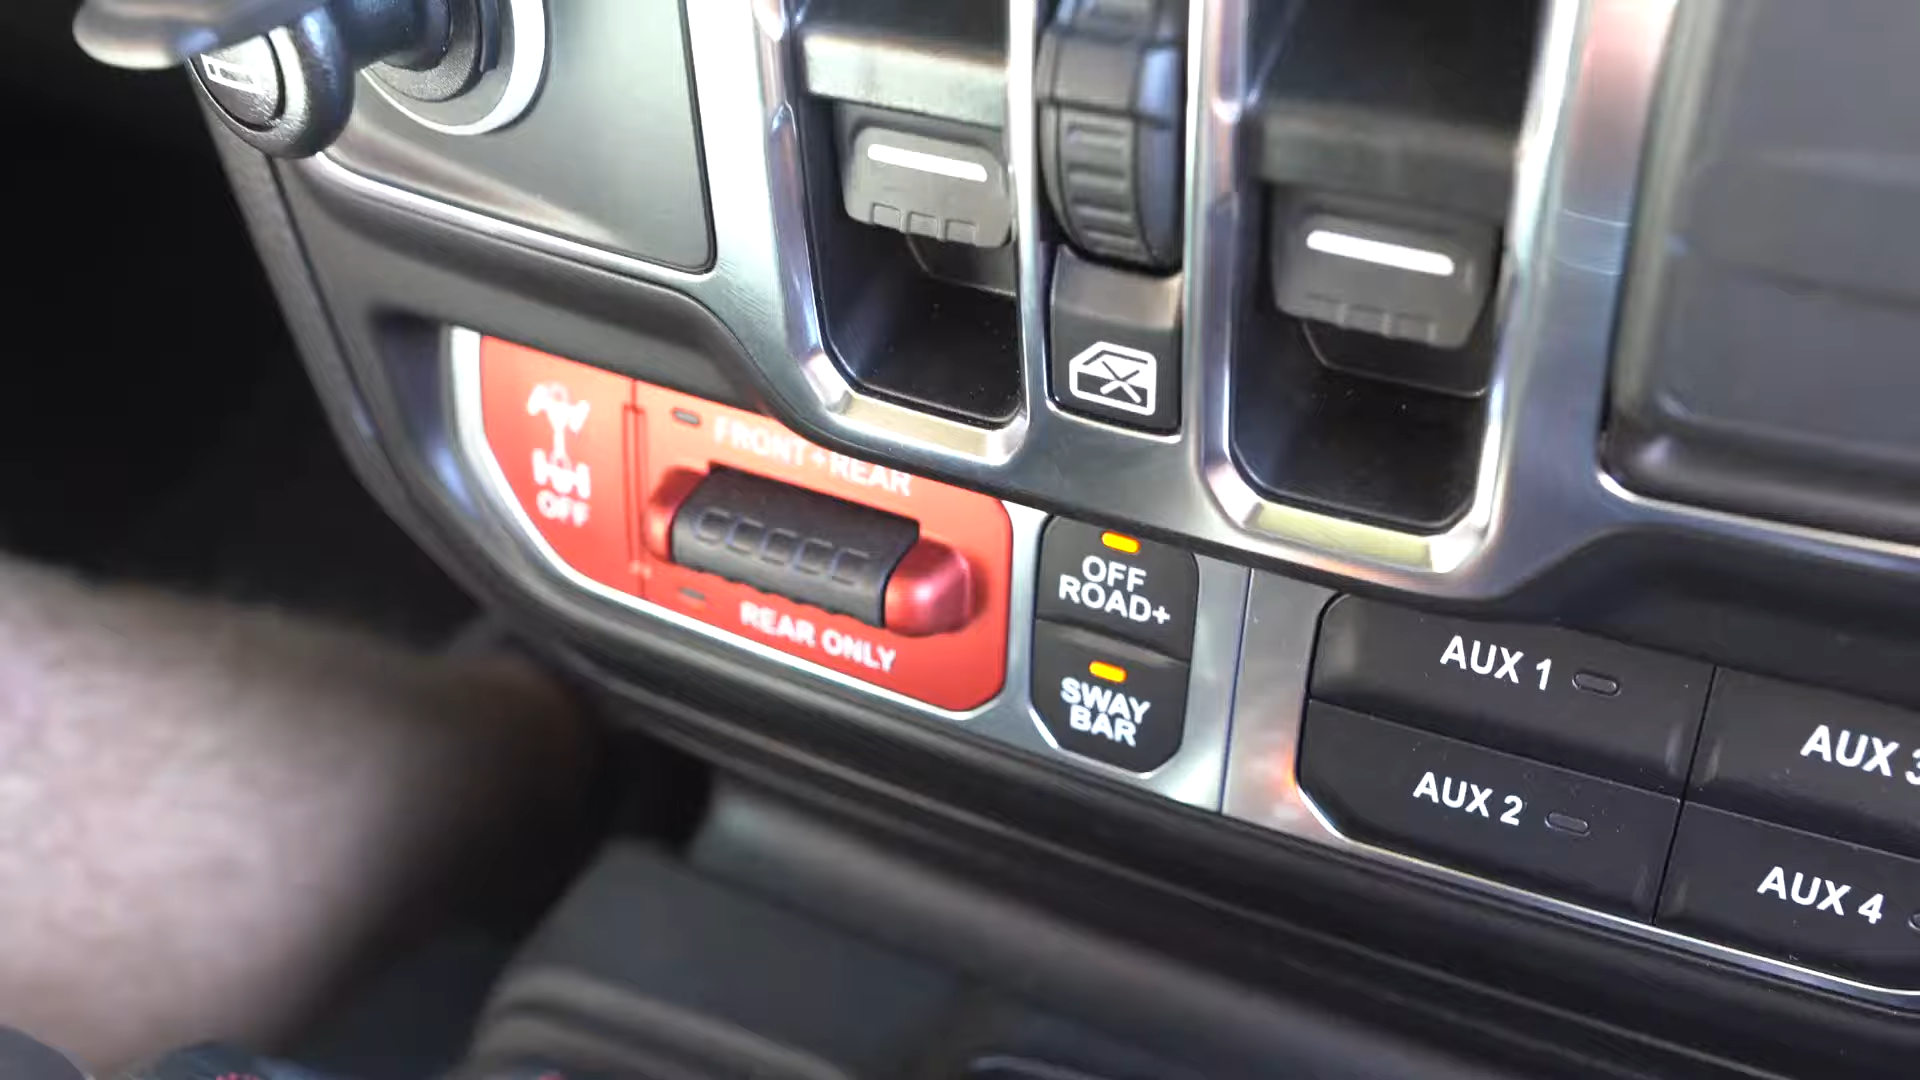 FRONT+REAR
OFF
REAR ONLY
OFF
ROAD+
SWAY
BAR
AUX 1
AUX 2
AUX 3
AUX 4